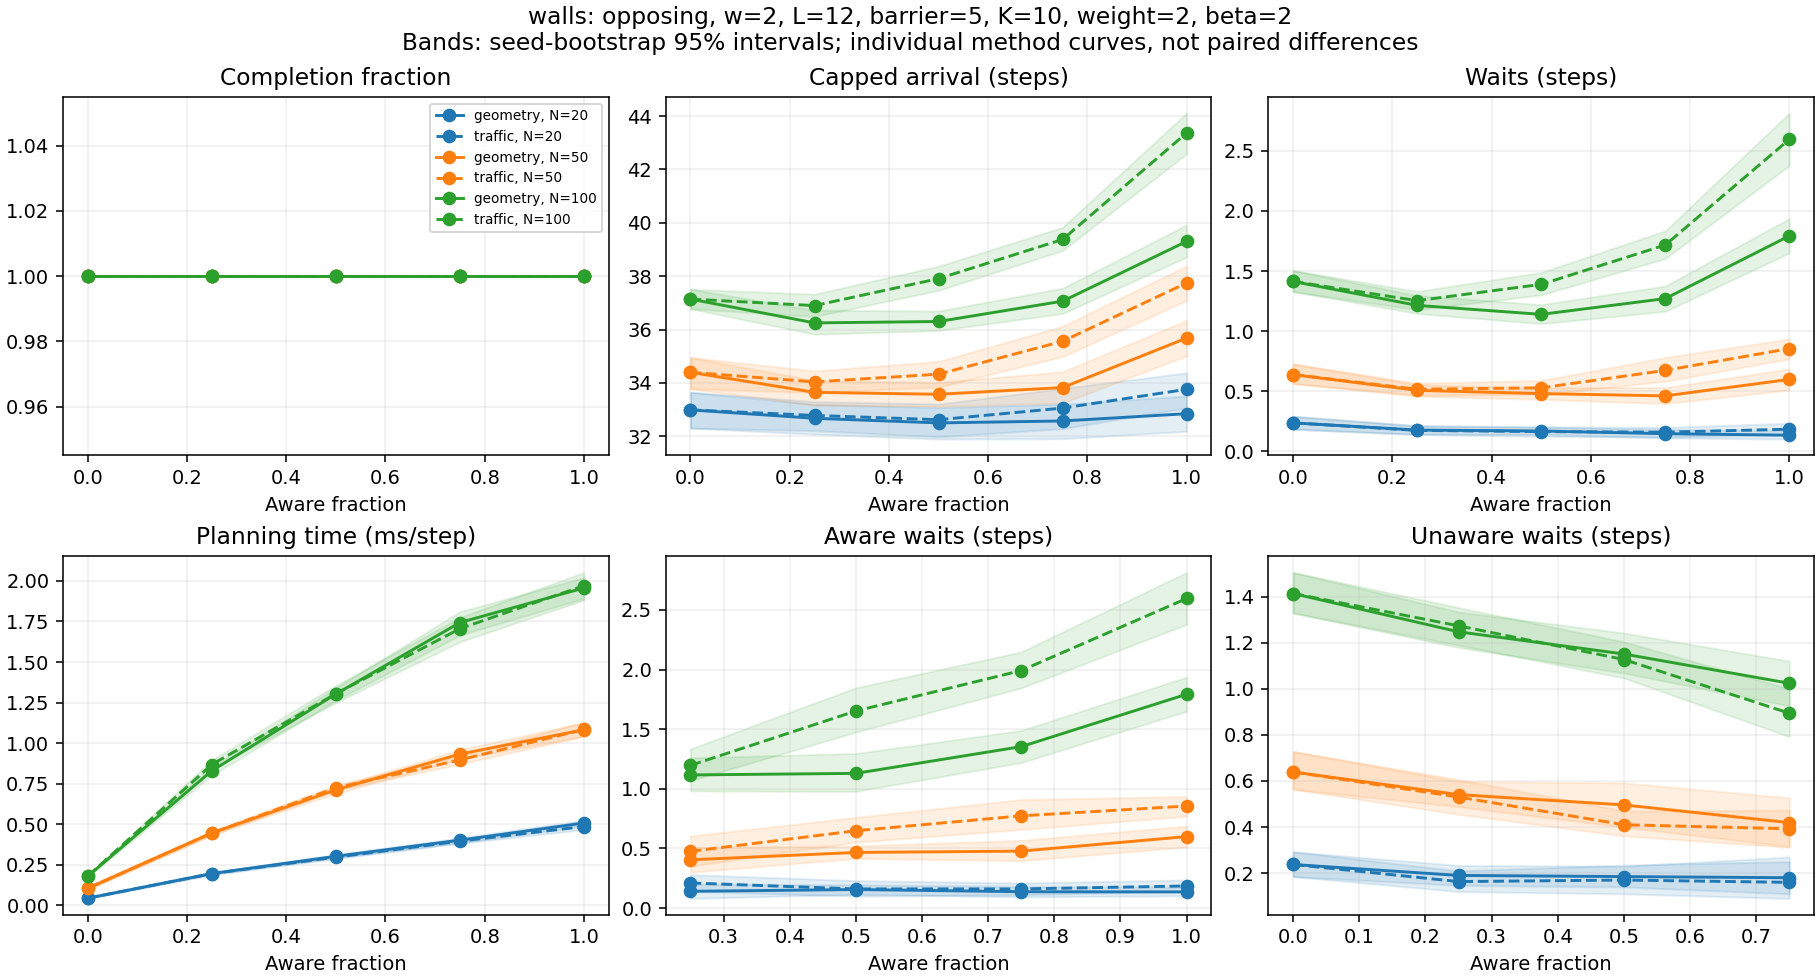 walls: opposing, w=2, L=12, barrier=5, K=10, weight=2, beta=2
Bands: seed-bootstrap 95% intervals; individual method curves, not paired differences
Completion fraction
1.04
1.02
1.00
0.98
0.96
0.0 0.2 0.4 0.6 0.8 1.0
Aware fraction
geometry, N=20
traffic, N=20
geometry, N=50
traffic, N=50
geometry, N=100
traffic, N=100
Capped arrival (steps)
44
42
40
38
36
34
32
0.0 0.2 0.4 0.6 0.8 1.0
Aware fraction
Waits (steps)
2.5
2.0
1.5
1.0
0.5
0.0
0.0 0.2 0.4 0.6 0.8 1.0
Aware fraction
Planning time (ms/step)
2.00
1.75
1.50
1.25
1.00
0.75
0.50
0.25
0.00
0.0 0.2 0.4 0.6 0.8 1.0
Aware fraction
Aware waits (steps)
2.5
2.0
1.5
1.0
0.5
0.0
0.3 0.4 0.5 0.6 0.7 0.8 0.9 1.0
Aware fraction
Unaware waits (steps)
1.4
1.2
1.0
0.8
0.6
0.4
0.2
0.0 0.1 0.2 0.3 0.4 0.5 0.6 0.7
Aware fraction